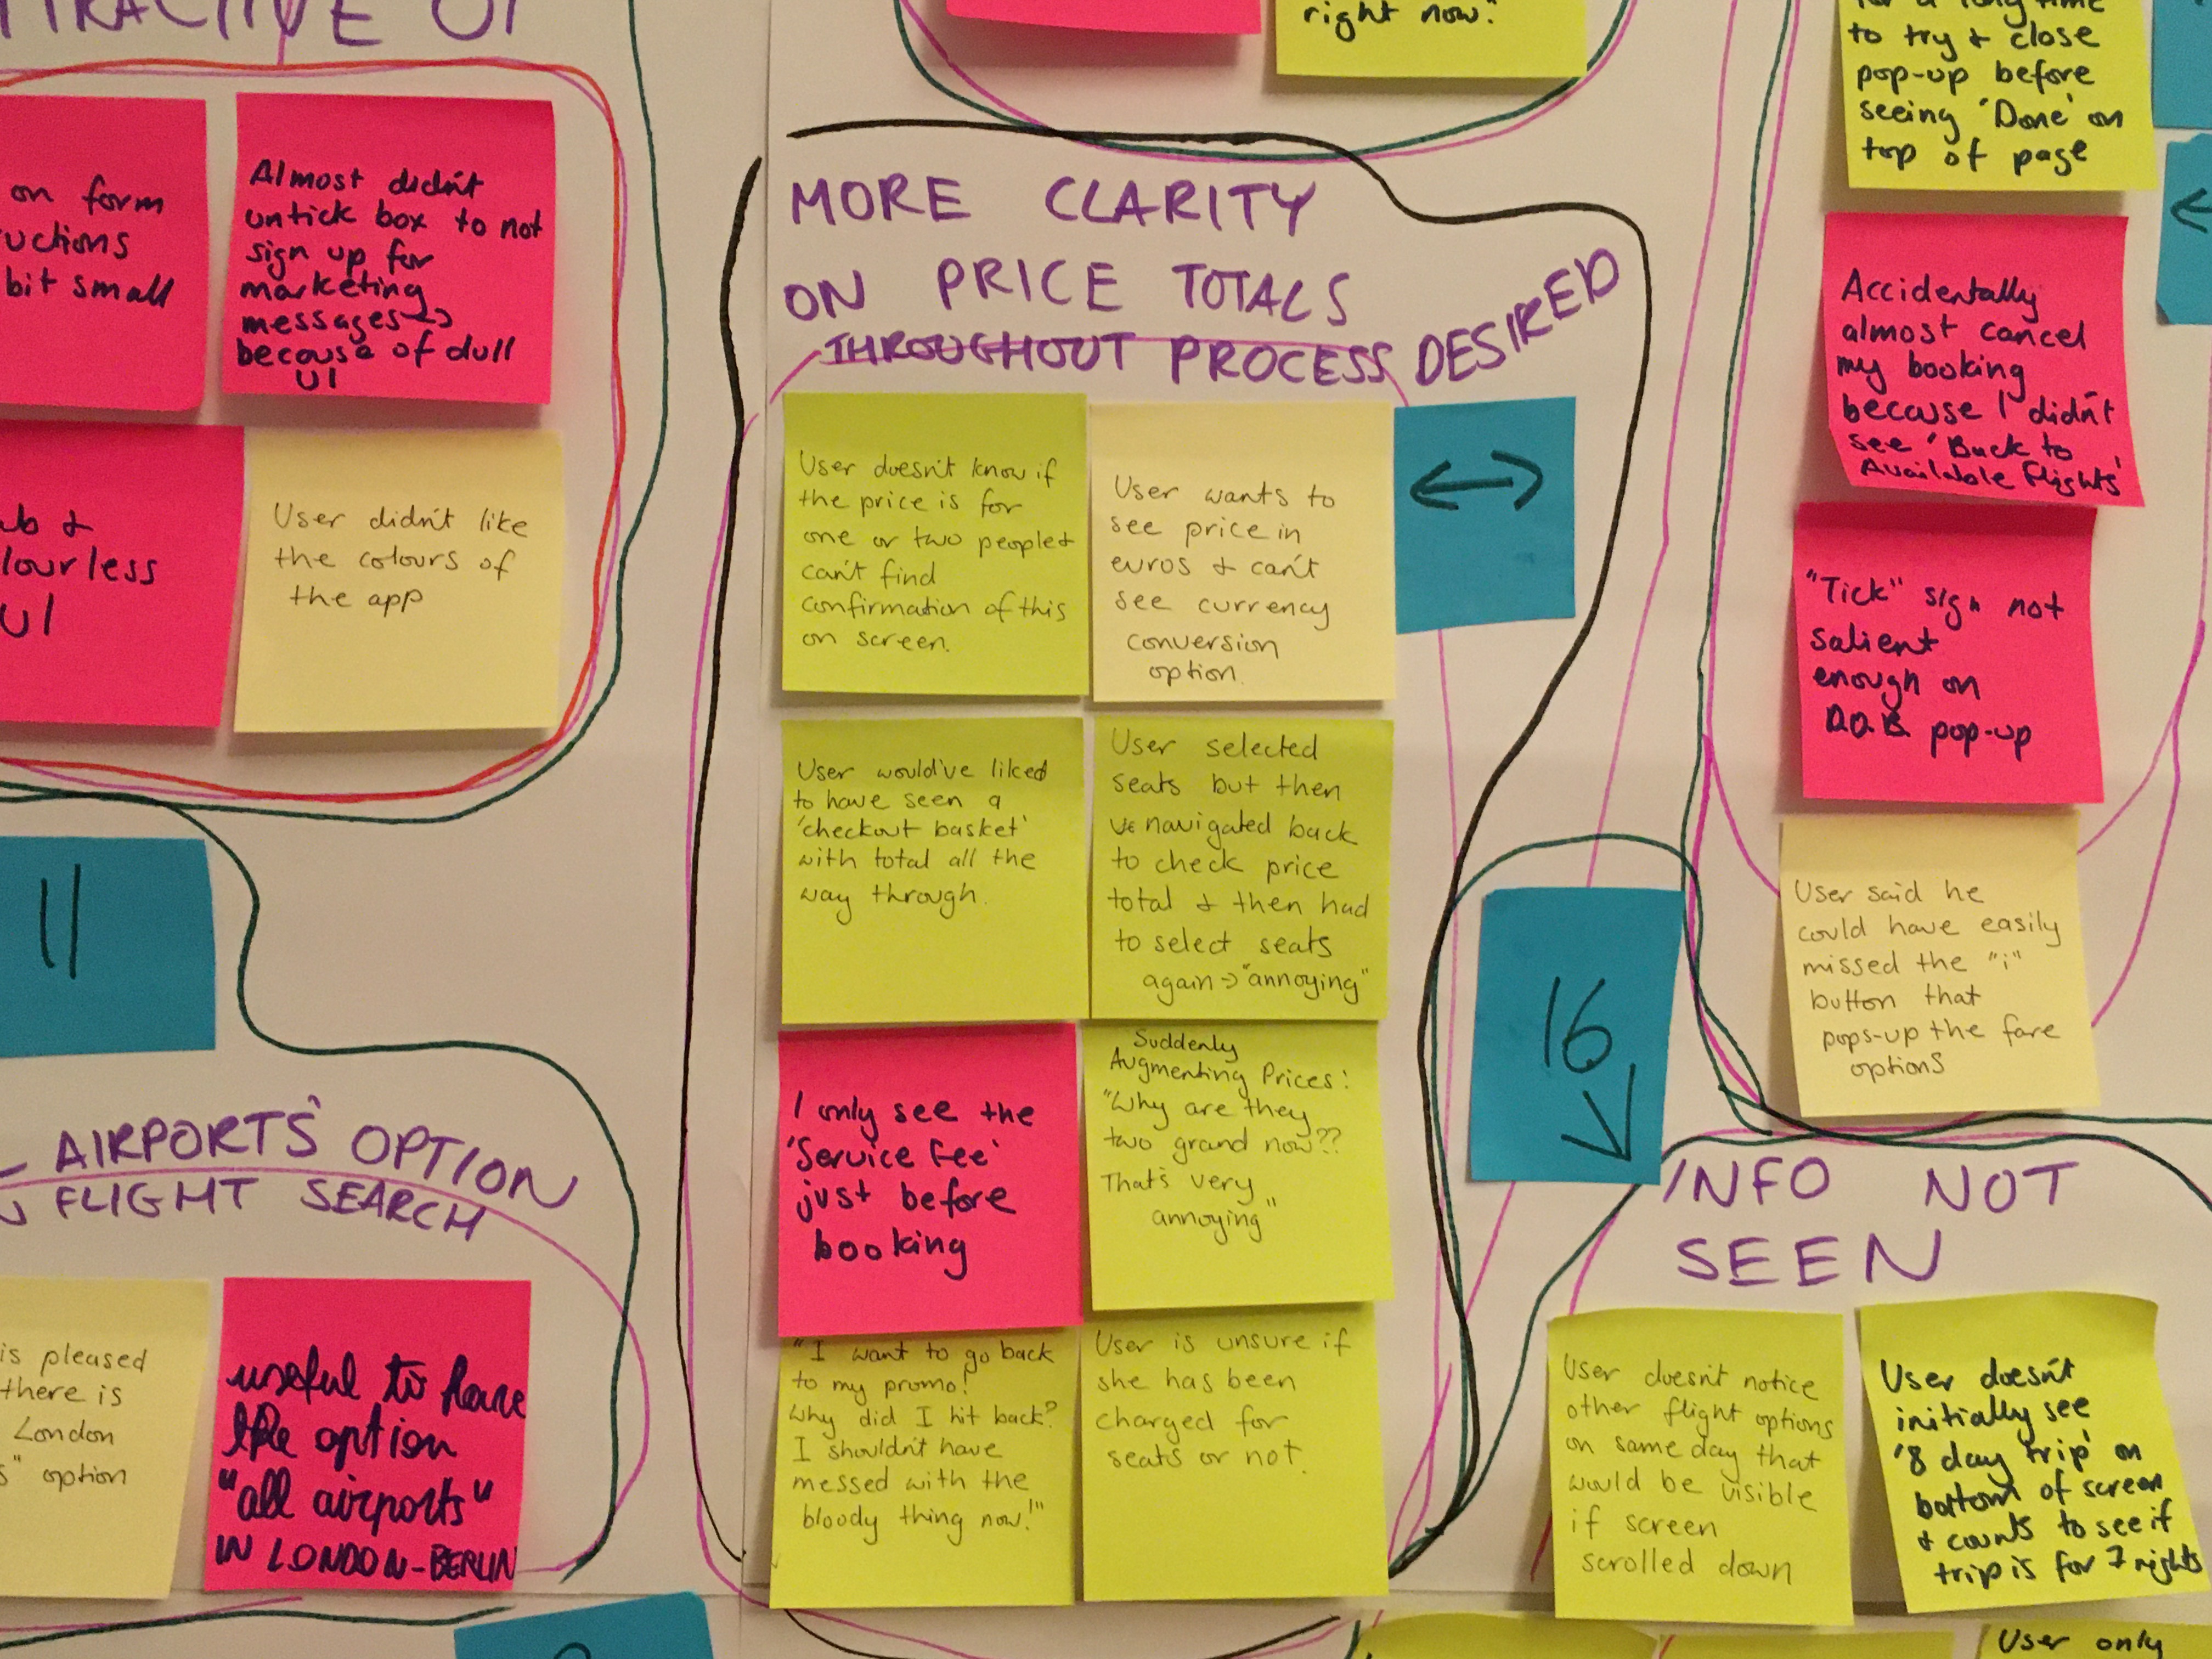 TRACTIVE UI
on form
uctions
bit small
Almost didn't
untick box to not
sign up for
marketing
messages →
because of dull
UI
lourless
UI
User didn't like
the colours of
the app
11
AIRPORTS' OPTION
FLIGHT SEARCH
is pleased
there is
London
s" option
useful to have
the option
"all airports"
IN LONDON-BERLIN
right now."
MORE CLARITY
ON PRICE TOTALS
THROUGHOUT PROCESS DESIRED
User doesn't know if
the price is for
one or two people +
can't find
confirmation of this
on screen.
User wants to
see price in
euros + can't
see currency
conversion
option.
User would've liked
to have seen a
'checkout basket'
with total all the
way through.
User selected
seats but then
navigated back
to check price
total + then had
to select seats
again → "annoying"
I only see the
'Service fee'
just before
booking
Suddenly
Augmenting Prices:
"Why are they
two grand now??
That's very
annoying"
"I want to go back
to my promo!
Why did I hit back?
I shouldn't have
messed with the
bloody thing now!"
User is unsure if
she has been
charged for
seats or not.
16
for a long time
to try + close
pop-up before
seeing 'Done' on
top of page
Accidentally
almost cancel
my booking
because I didn't
see 'Back to
Available flights'
"Tick" sign not
salient
enough on
D.O.B. pop-up
User said he
could have easily
missed the "i"
button that
pops-up the fare
options
INFO NOT
SEEN
User doesn't notice
other flight options
on same day that
would be visible
if screen
scrolled down
User doesn't
initially see
'8 day trip' on
bottom of screen
+ counts to see if
trip is for 7 nights
User only